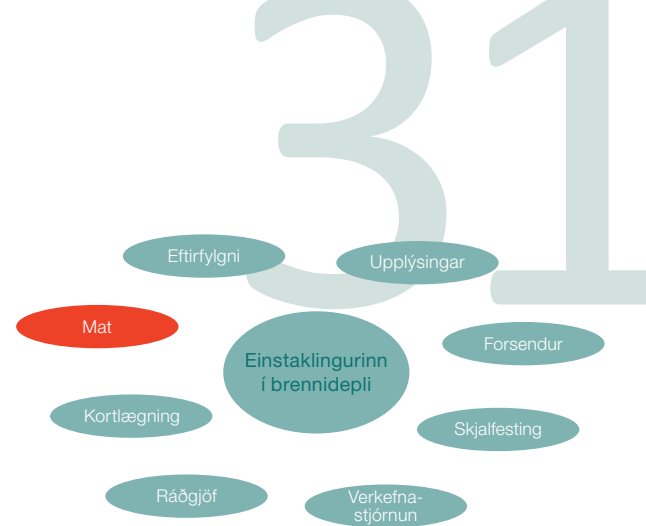 31
Eftirfylgni
Upplýsingar
Mat
Einstaklingurinn
í brennidepli
Forsendur
Kortlægning
Skjalfesting
Ráðgjöf
Verkefna-
stjórnun